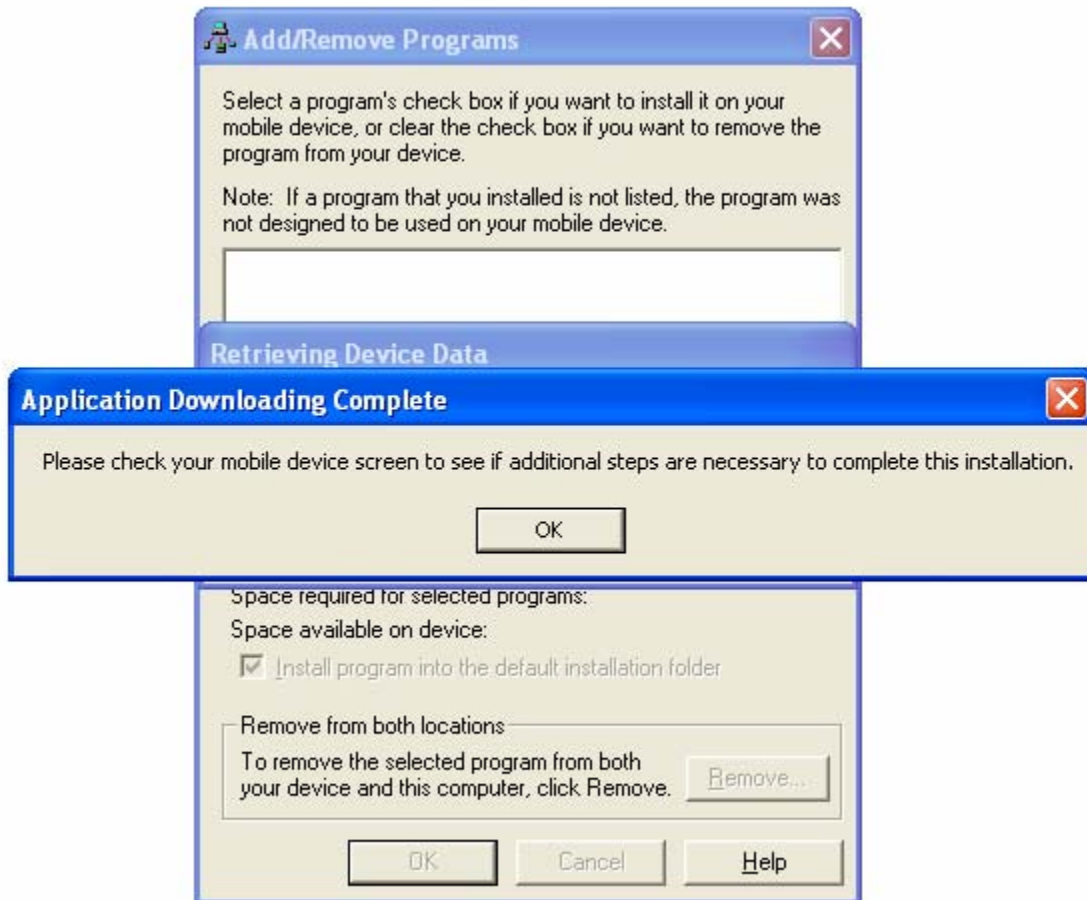 Add/Remove Programs
Select a program's check box if you want to install it on your
mobile device, or clear the check box if you want to remove the
program from your device.
Note:  If a program that you installed is not listed, the program was
not designed to be used on your mobile device.
Retrieving Device Data
Application Downloading Complete
Please check your mobile device screen to see if additional steps are necessary to complete this installation.
OK
Space required for selected programs:
Space available on device:
Install program into the default installation folder
Remove from both locations
To remove the selected program from both
your device and this computer, click Remove.
Remove...
OK
Cancel
Help